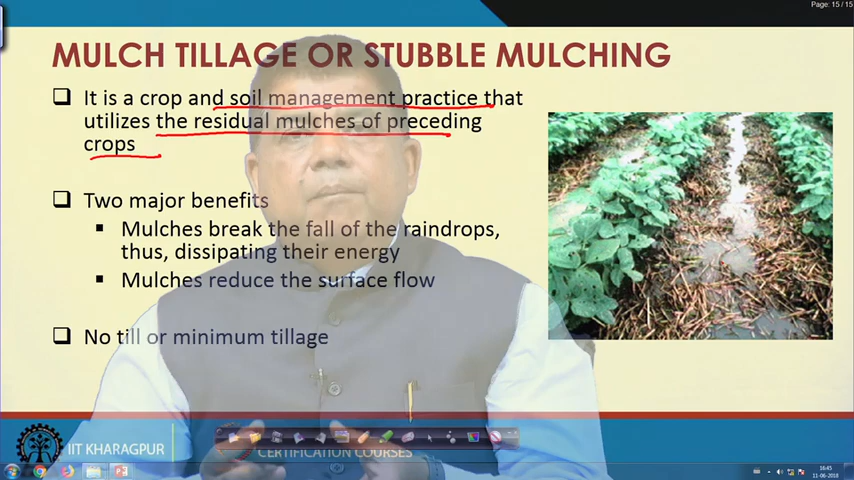 Page: 15 / 15
MULCH TILLAGE OR STUBBLE MULCHING
It is a crop and soil management practice that
utilizes the residual mulches of preceding
crops
Two major benefits
Mulches break the fall of the raindrops,
thus, dissipating their energy
Mulches reduce the surface flow
No till or minimum tillage
IIT KHARAGPUR
CERTIFICATION COURSES
16:45
11-06-2018